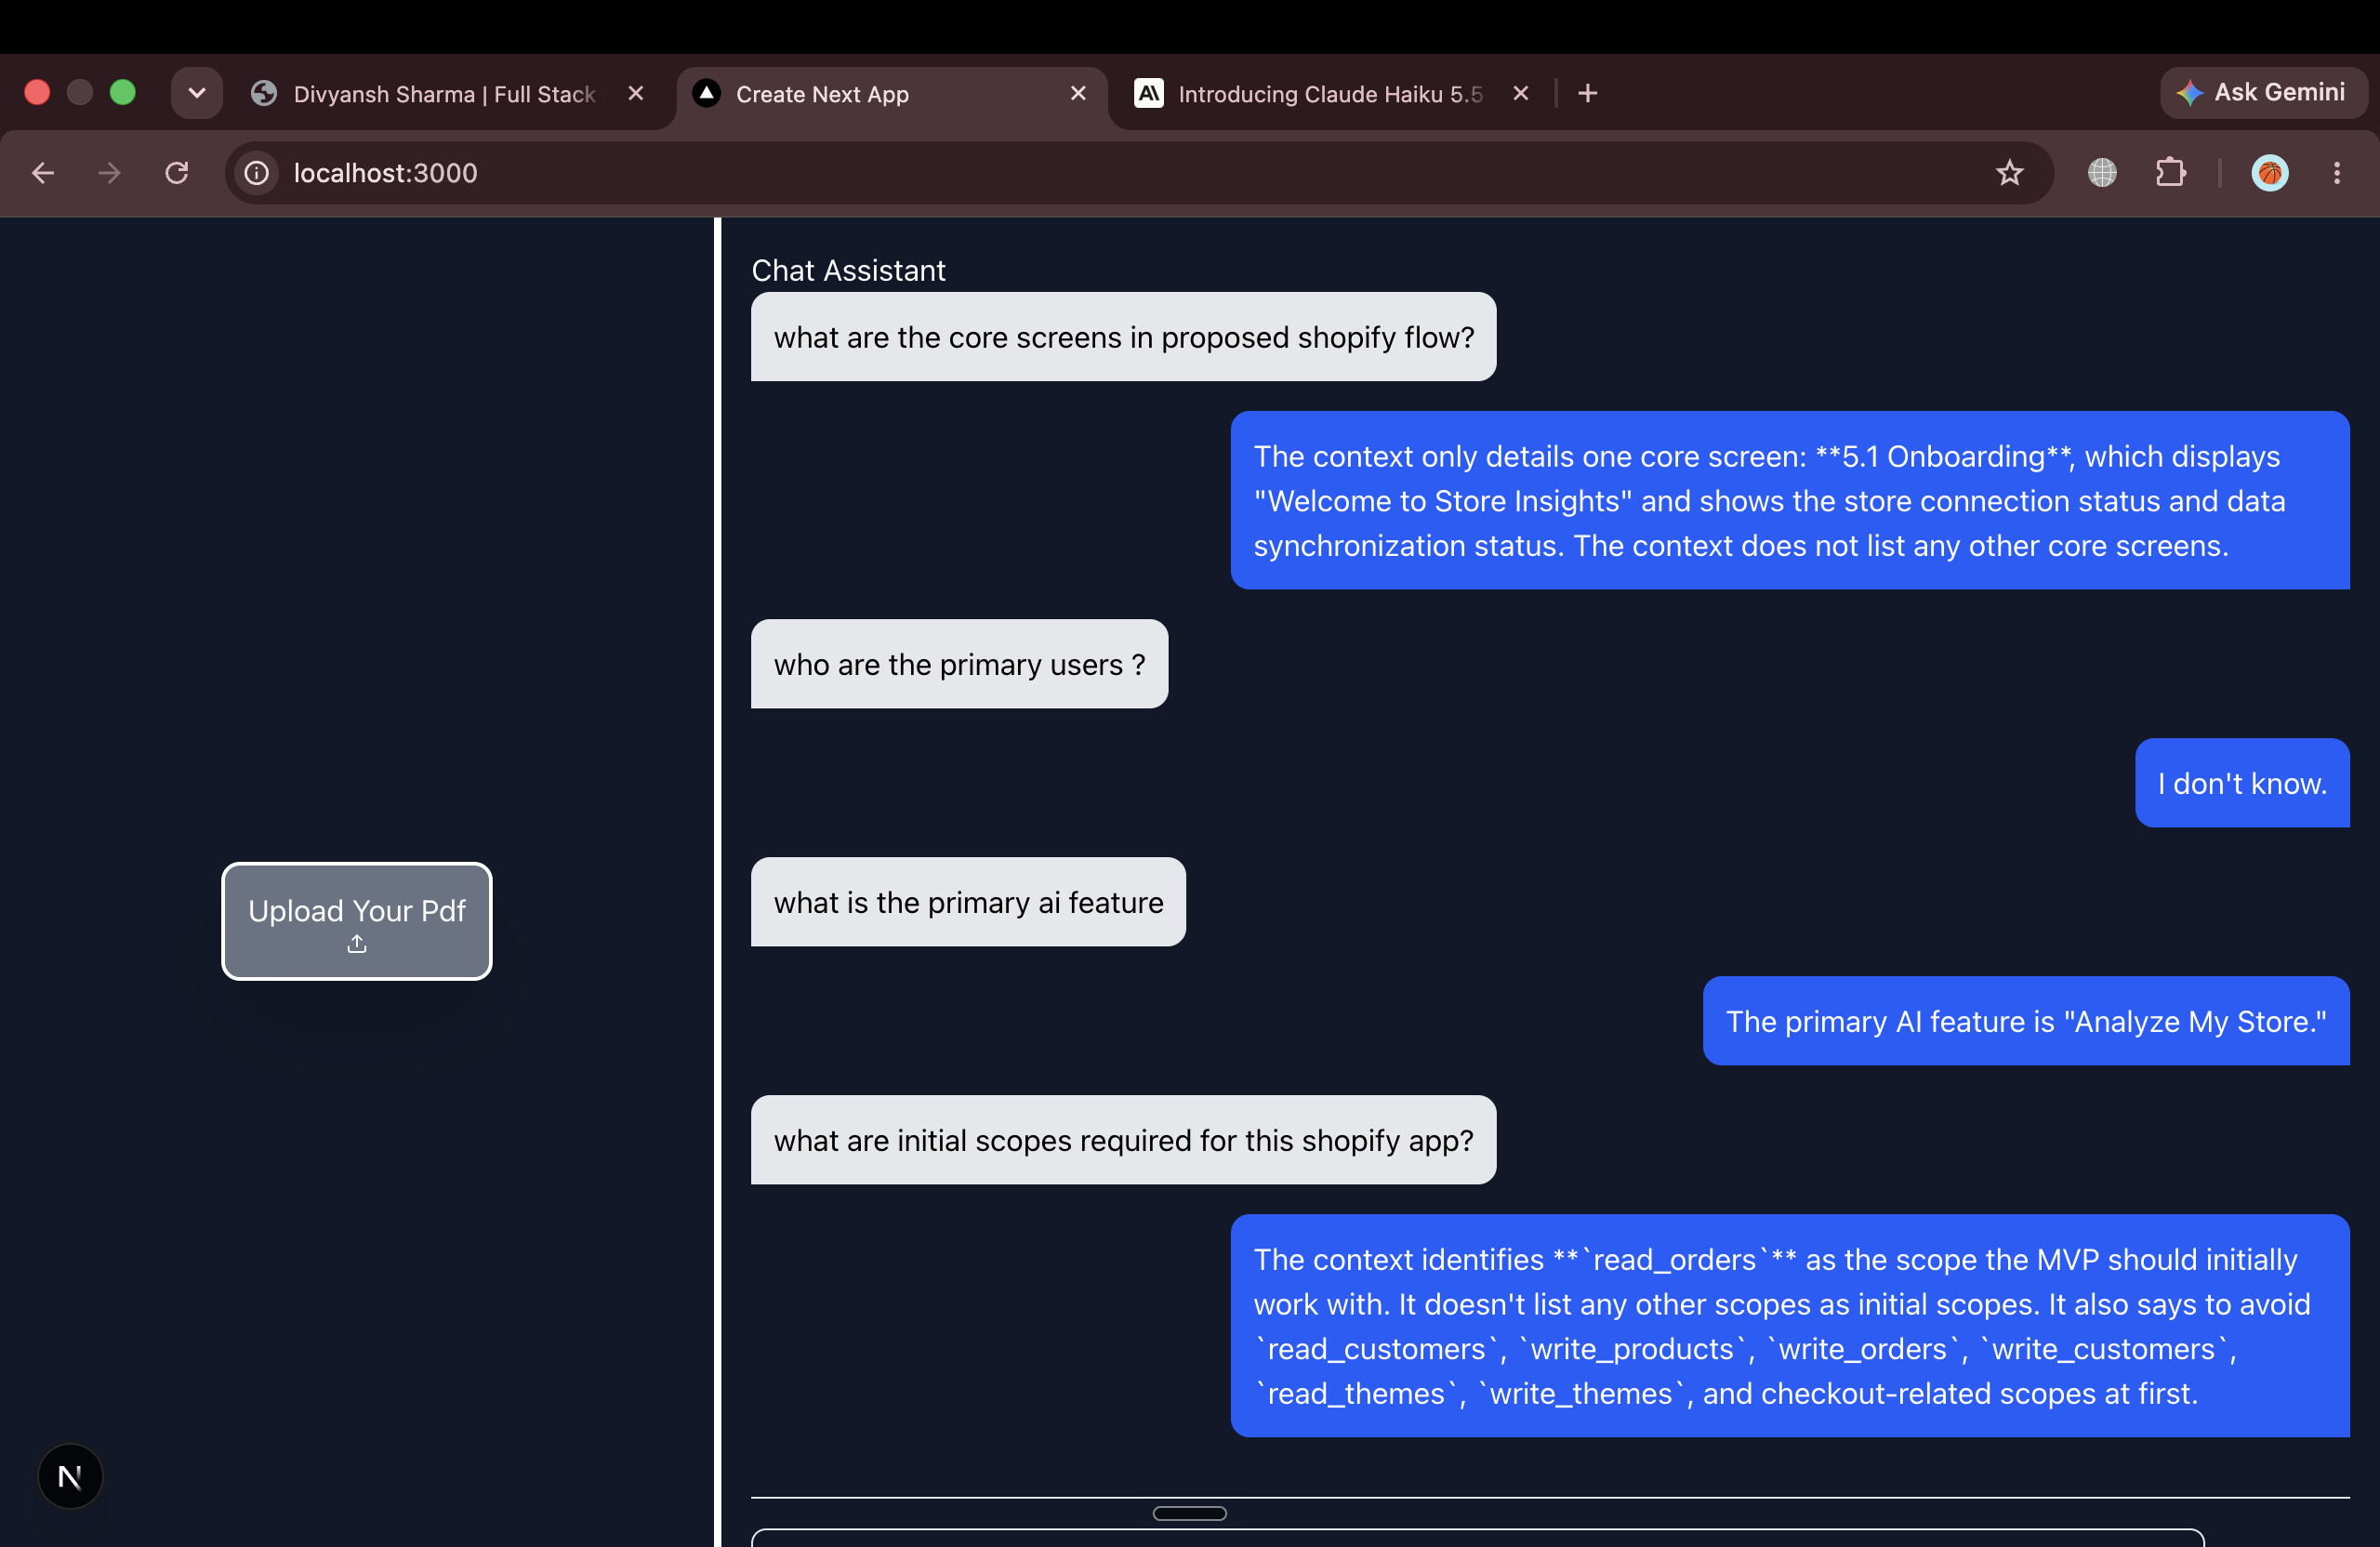 Divyansh Sharma | Full Stack
Create Next App
Introducing Claude Haiku 5.5
Ask Gemini
localhost:3000
Chat Assistant
what are the core screens in proposed shopify flow?
The context only details one core screen: **5.1 Onboarding**, which displays
"Welcome to Store Insights" and shows the store connection status and data
synchronization status. The context does not list any other core screens.
who are the primary users ?
I don't know.
what is the primary ai feature
The primary AI feature is "Analyze My Store."
what are initial scopes required for this shopify app?
The context identifies **`read_orders`** as the scope the MVP should initially
work with. It doesn't list any other scopes as initial scopes. It also says to avoid
`read_customers`, `write_products`, `write_orders`, `write_customers`,
`read_themes`, `write_themes`, and checkout-related scopes at first.
Upload Your Pdf
N